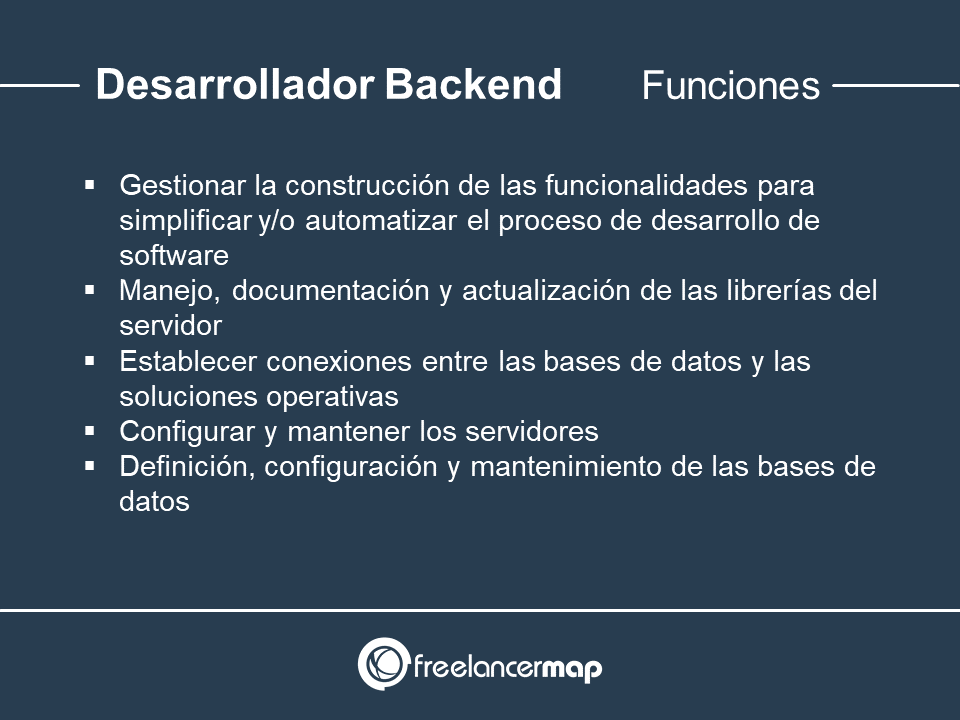 Desarrollador Backend Funciones
▪ Gestionar la construcción de las funcionalidades para
simplificar y/o automatizar el proceso de desarrollo de
software
▪ Manejo, documentación y actualización de las librerías del
servidor
▪ Establecer conexiones entre las bases de datos y las
soluciones operativas
▪ Configurar y mantener los servidores
▪ Definición, configuración y mantenimiento de las bases de
datos
freelancermap